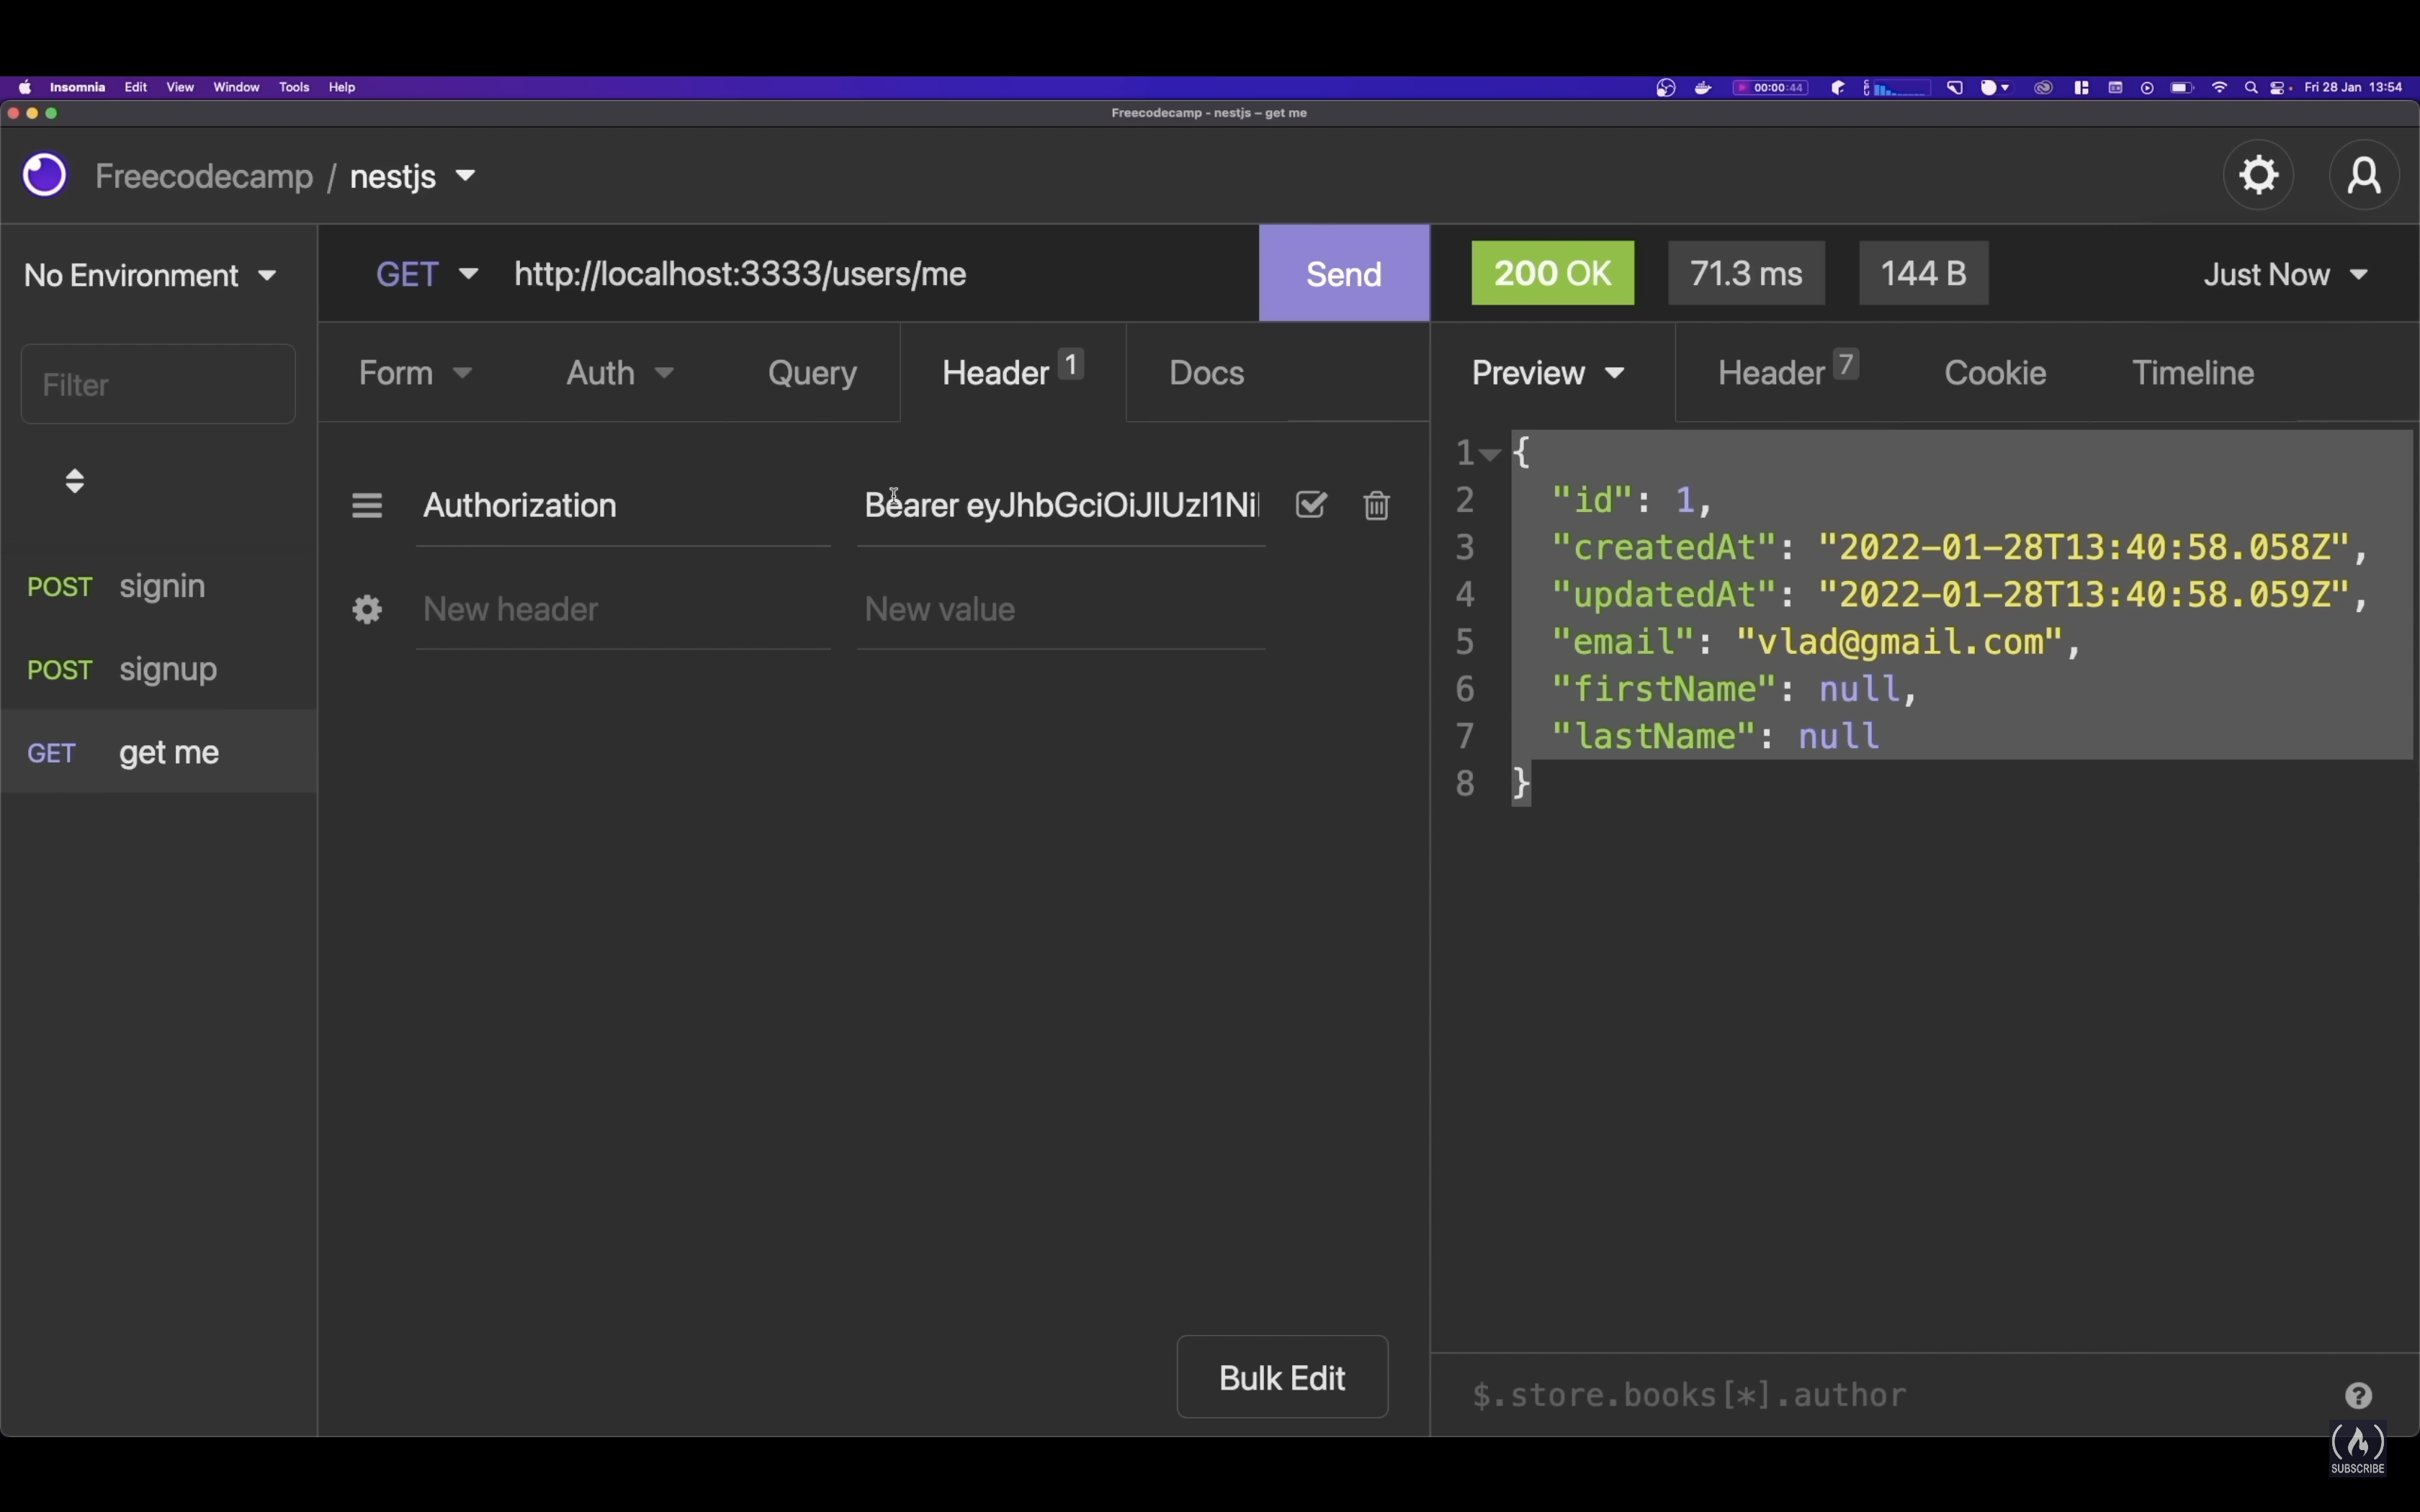 Insomnia Edit View Window Tools Help 00:00:44 Fri 28 Jan 13:54
Freecodecamp - nestjs – get me
Freecodecamp / nestjs
No Environment
GET http://localhost:3333/users/me Send
200 OK 71.3 ms 144 B Just Now
Filter
Form Auth Query Header 1 Docs
Preview Header 7 Cookie Timeline
Authorization Bearer eyJhbGciOiJIUzI1Ni
New header New value
POST signin
POST signup
GET get me
1 {
2 "id": 1,
3 "createdAt": "2022-01-28T13:40:58.058Z",
4 "updatedAt": "2022-01-28T13:40:58.059Z",
5 "email": "vlad@gmail.com",
6 "firstName": null,
7 "lastName": null
8 }
Bulk Edit
$.store.books[*].author
SUBSCRIBE